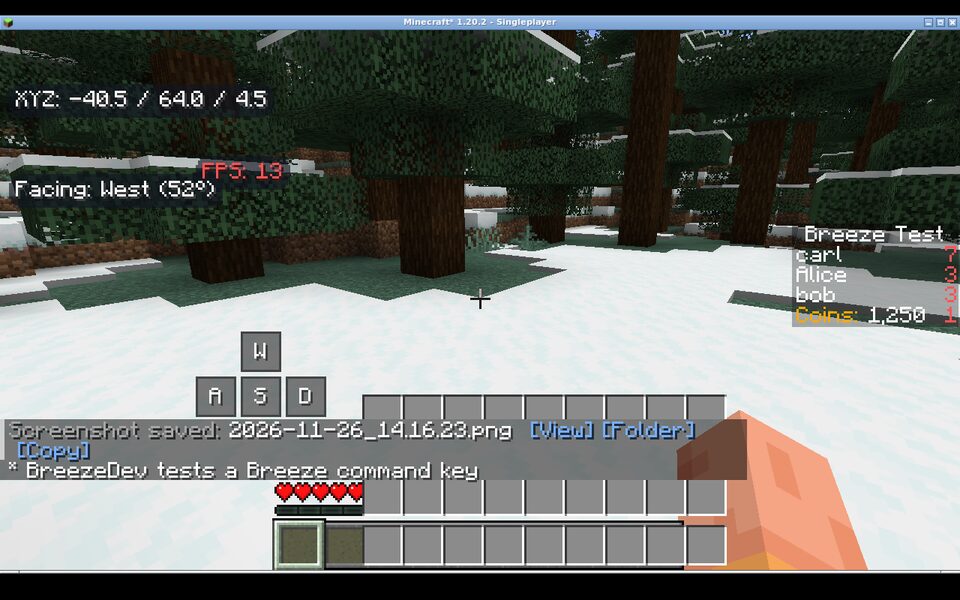 Minecraft* 1.20.2 - Singleplayer
XYZ: -40.5 / 64.0 / 4.5
FPS: 13
Facing: West (52°)
Breeze Test
carl 7
Alice 3
bob 3
Coins: 1,250 1
W
A S D
Screenshot saved: 2026-11-26_14.16.23.png [View] [Folder]
[Copy]
* BreezeDev tests a Breeze command key